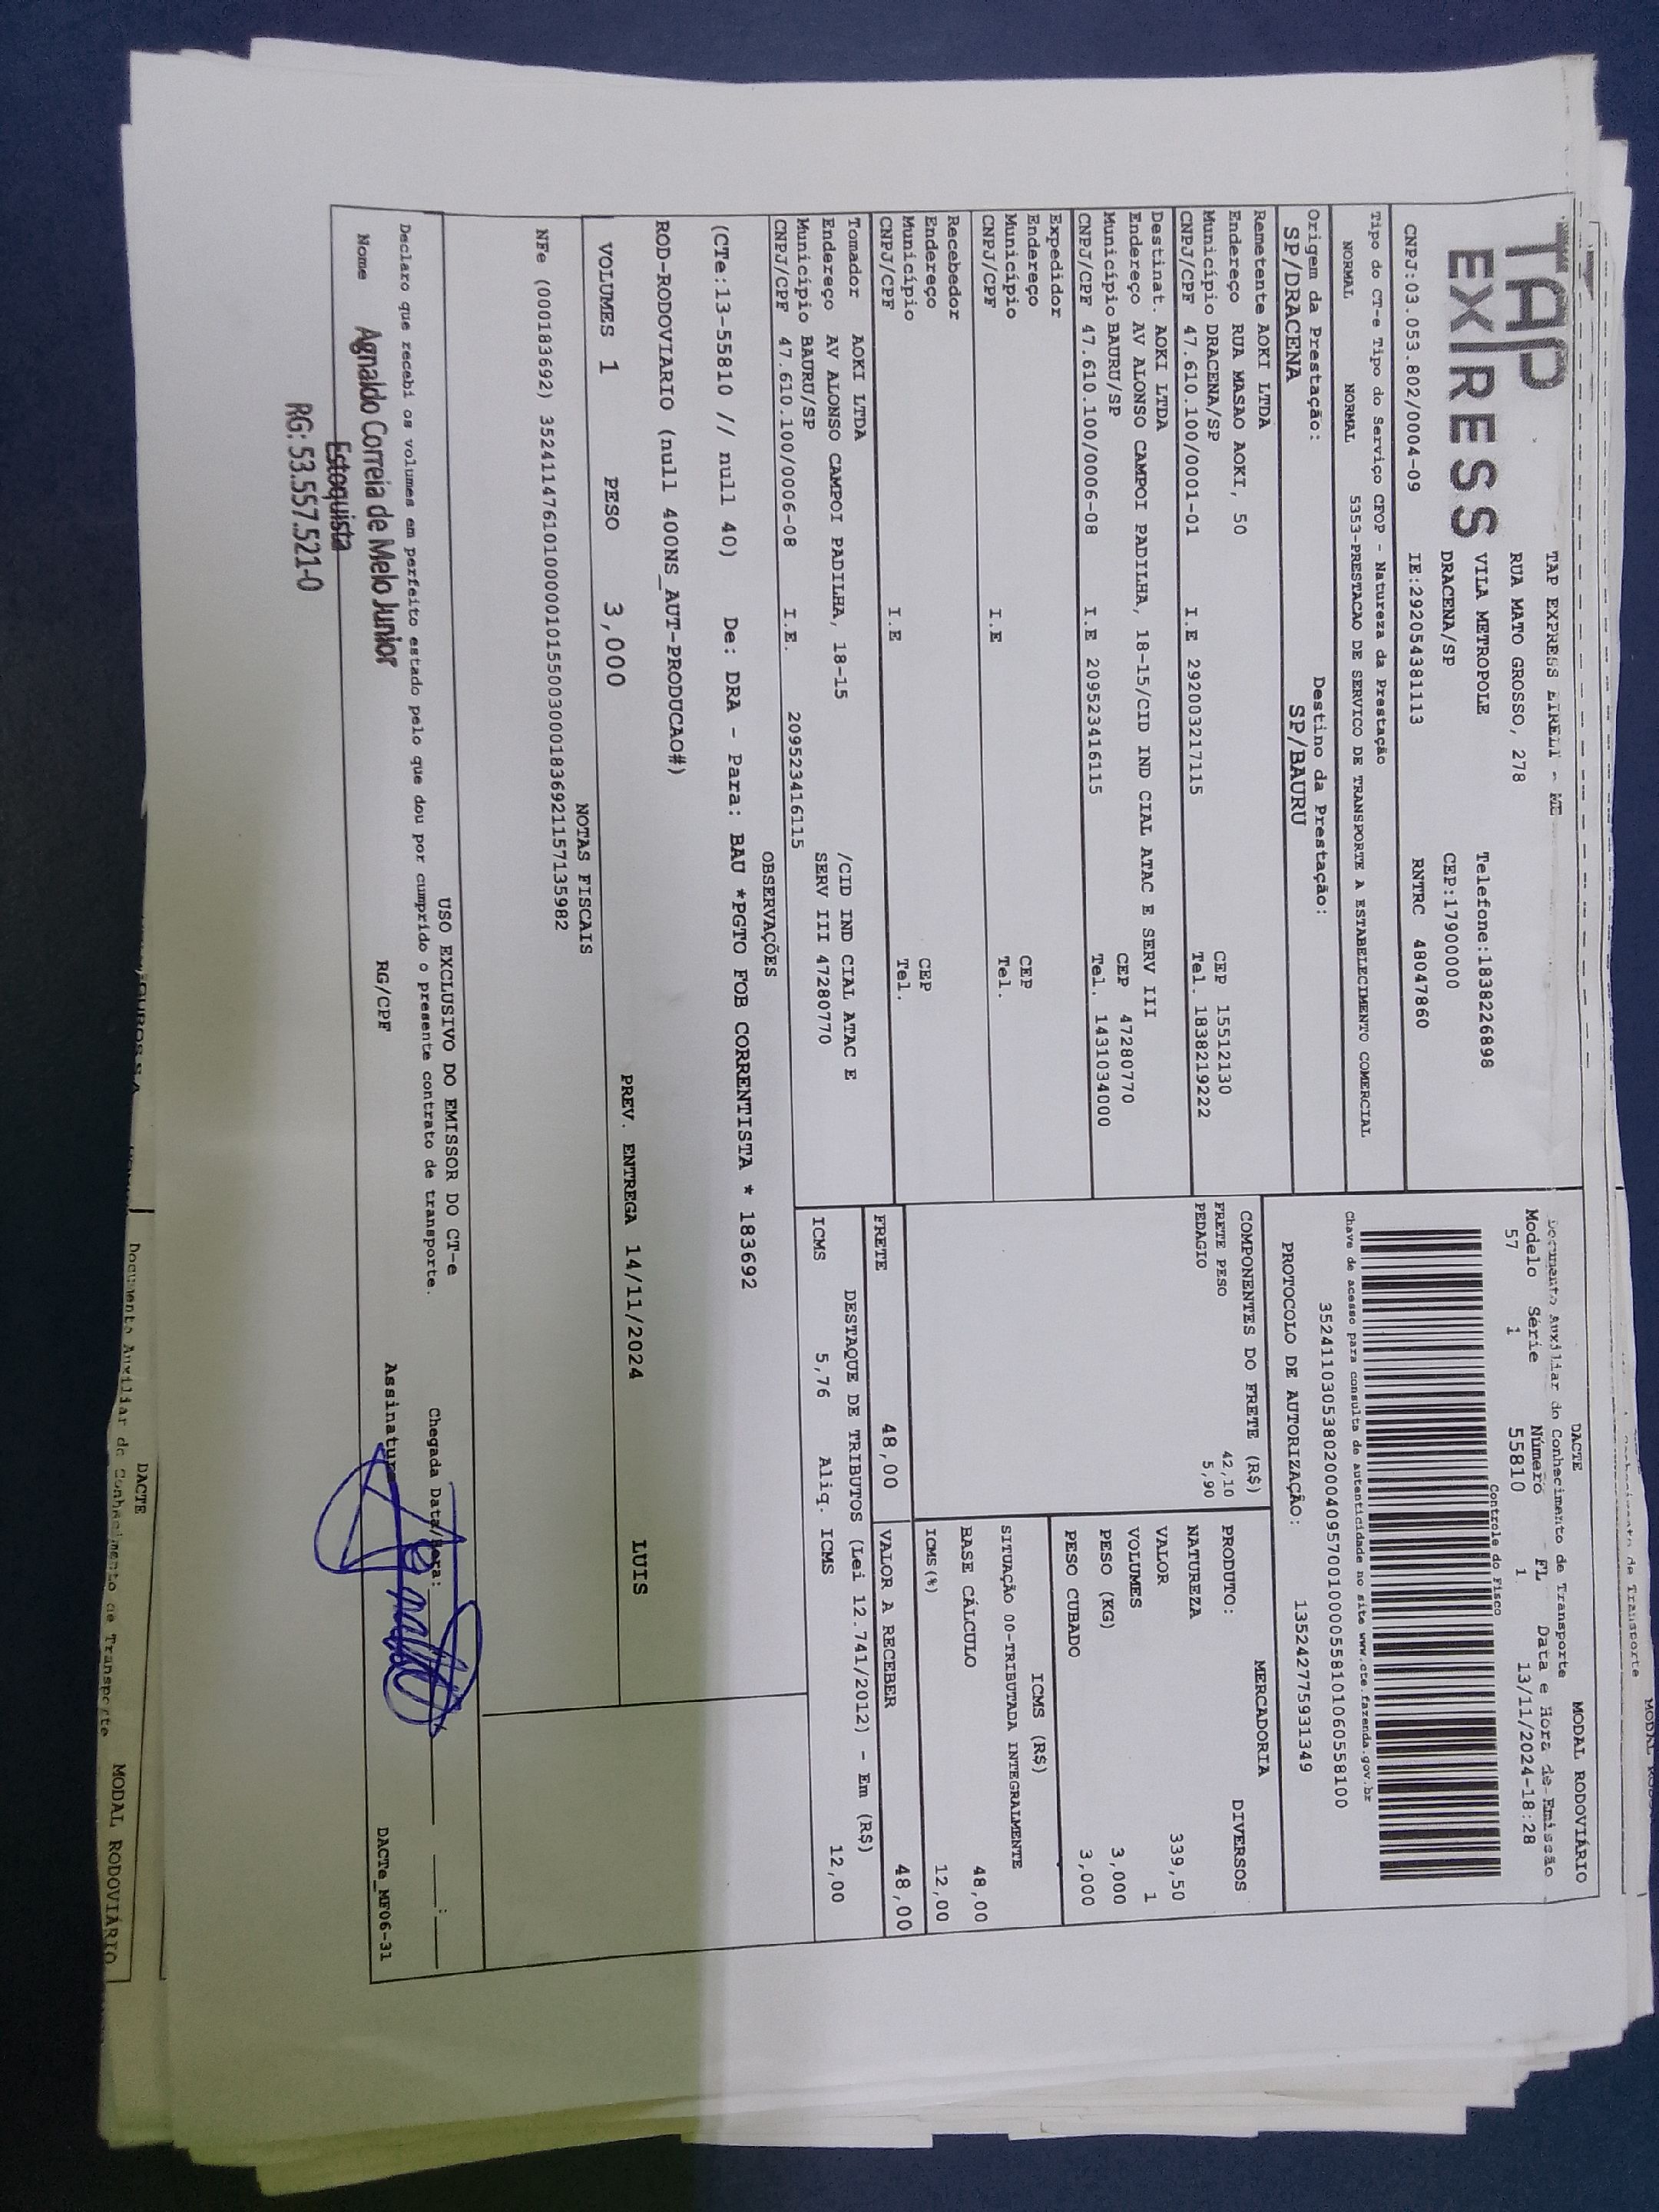 TAP
EXPRESS
TAP EXPRESS EIRELI - ME
RUA MATO GROSSO, 278
VILA METROPOLE Telefone:1838226898
DRACENA/SP CEP:17900000
CNPJ:03.053.802/0004-09 IE:292054381113 RNTRC 48047860
DACTE MODAL RODOVIÁRIO
Documento Auxiliar do Conhecimento de Transporte
Modelo Série Número FL Data e Hora de Emissão
57 1 55810 1 13/11/2024-18:28
Controle do Fisco
Chave de acesso para consulta de autenticidade no site www.cte.fazenda.gov.br
35241103053802000409570010000558101060558100
PROTOCOLO DE AUTORIZAÇÃO: 135242775931349
Tipo do CT-e Tipo do Serviço CFOP - Natureza da Prestação
NORMAL NORMAL 5353-PRESTACAO DE SERVICO DE TRANSPORTE A ESTABELECIMENTO COMERCIAL
Origem da Prestação: Destino da Prestação:
SP/DRACENA SP/BAURU
Remetente AOKI LTDA
Endereço RUA MASAO AOKI, 50
Município DRACENA/SP CEP 15512130
CNPJ/CPF 47.610.100/0001-01 I.E 292003217115 Tel. 1838219222
Destinat. AOKI LTDA
Endereço AV ALONSO CAMPOI PADILHA, 18-15/CID IND CIAL ATAC E SERV III
Município BAURU/SP CEP 47280770
CNPJ/CPF 47.610.100/0006-08 I.E 209523416115 Tel. 1431034000
Expedidor
Endereço
Município CEP
CNPJ/CPF I.E Tel.
Recebedor
Endereço
Município CEP
CNPJ/CPF I.E Tel.
Tomador AOKI LTDA
Endereço AV ALONSO CAMPOI PADILHA, 18-15 /CID IND CIAL ATAC E
Município BAURU/SP SERV III 47280770
CNPJ/CPF 47.610.100/0006-08 I.E. 209523416115
COMPONENTES DO FRETE (R$)
FRETE PESO 42,10
PEDAGIO 5,90
MERCADORIA
PRODUTO: DIVERSOS
NATUREZA
VALOR 339,50
VOLUMES 1
PESO (KG) 3,000
PESO CUBADO 3,000
ICMS (R$)
SITUAÇÃO 00-TRIBUTADA INTEGRALMENTE
BASE CÁLCULO 48,00
ICMS(%) 12,00
FRETE 48,00 VALOR A RECEBER 48,00
DESTAQUE DE TRIBUTOS (Lei 12.741/2012) - Em (R$)
ICMS 5,76 Aliq. ICMS 12,00
OBSERVAÇÕES
(CTe:13-55810 // null 40) De: DRA - Para: BAU *PGTO FOB CORRENTISTA * 183692
ROD-RODOVIARIO (null 400NS_AUT-PRODUCAO#)
VOLUMES 1 PESO 3,000 PREV. ENTREGA 14/11/2024 LUIS
NOTAS FISCAIS
NFe (000183692) 35241147610100000101550030001836921157135982
USO EXCLUSIVO DO EMISSOR DO CT-e
Declaro que recebi os volumes em perfeito estado pelo que dou por cumprido o presente contrato de transporte. Chegada Data/Hora:
Nome RG/CPF Assinatura
Agnaldo Correia de Melo Junior
Estoquista
RG: 53.557.521-0
DACTe_MF06-31
DACTE MODAL RODOVIÁRIO
Documento Auxiliar do Conhecimento de Transporte